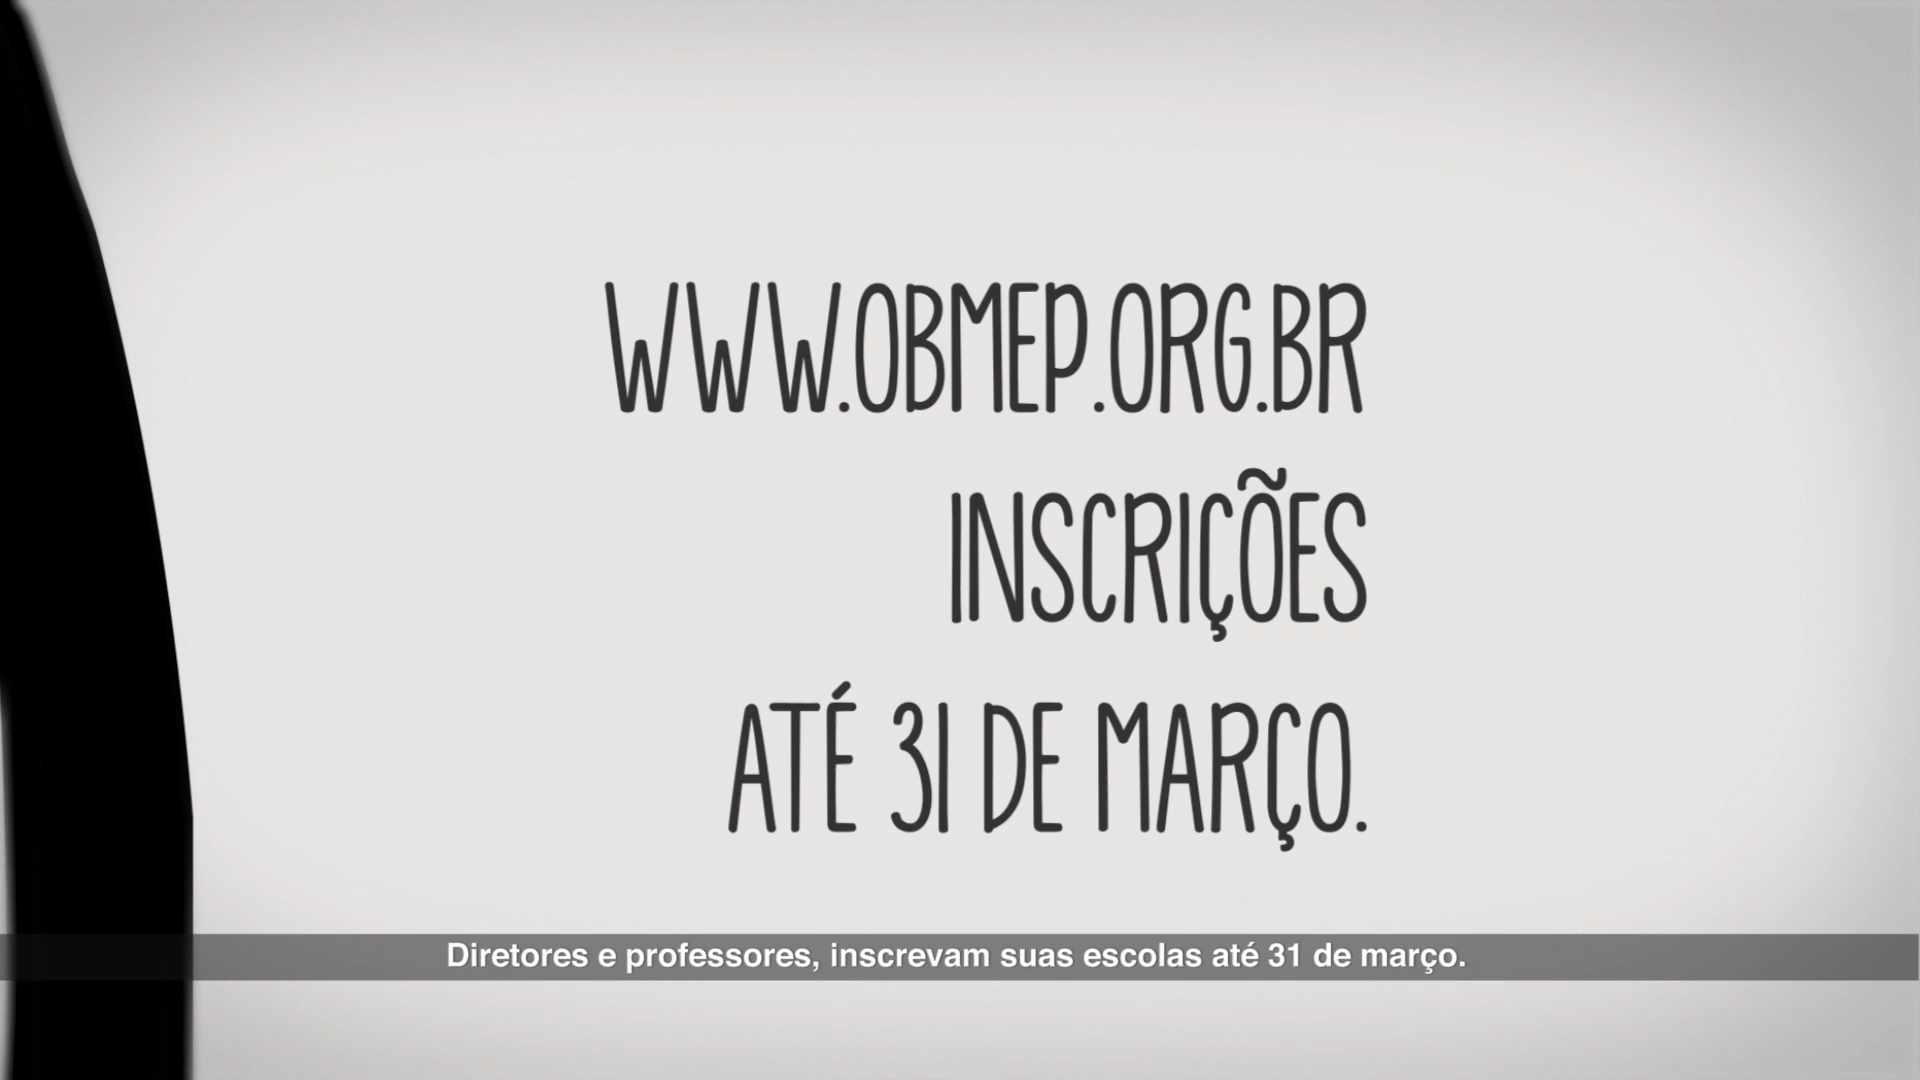 WWW.OBMEP.ORG.BR
INSCRIÇÕES
ATÉ 31 DE MARÇO.
Diretores e professores, inscrevam suas escolas até 31 de março.